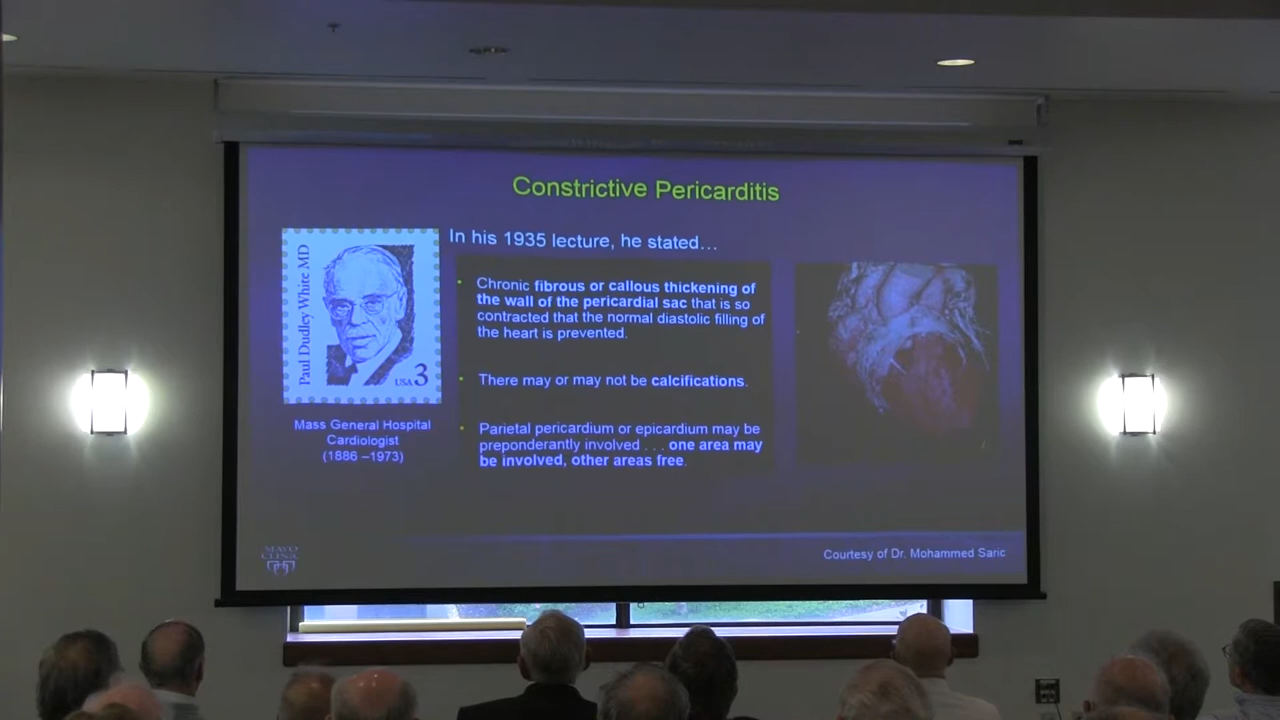 Constrictive Pericarditis
Paul Dudley White MD
USA 3
Mass General Hospital
Cardiologist
(1886 –1973)
In his 1935 lecture, he stated…
• Chronic fibrous or callous thickening of
the wall of the pericardial sac that is so
contracted that the normal diastolic filling of
the heart is prevented.
• There may or may not be calcifications.
• Parietal pericardium or epicardium may be
preponderantly involved . . . one area may
be involved, other areas free.
MAYO
CLINIC
Courtesy of Dr. Mohammed Saric